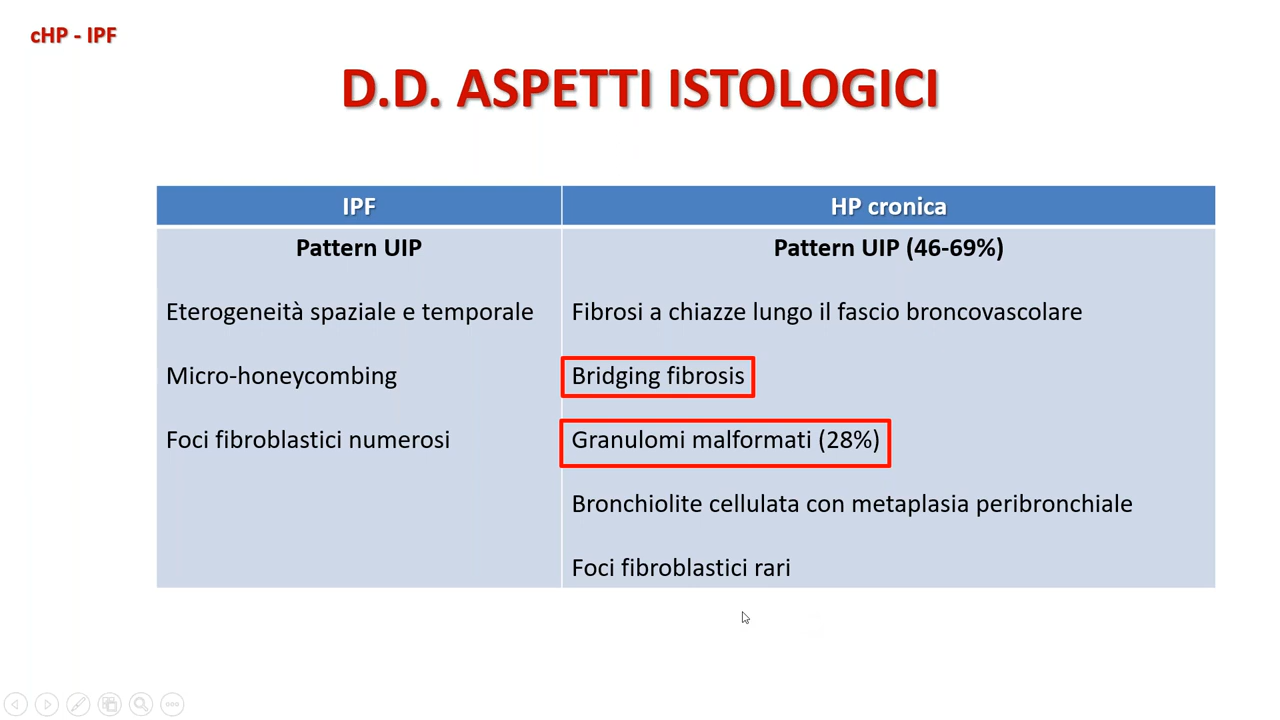 cHP - IPF
D.D. ASPETTI ISTOLOGICI
IPF
HP cronica
Pattern UIP
Pattern UIP (46-69%)
Eterogeneità spaziale e temporale
Fibrosi a chiazze lungo il fascio broncovascolare
Micro-honeycombing
Bridging fibrosis
Foci fibroblastici numerosi
Granulomi malformati (28%)
Bronchiolite cellulata con metaplasia peribronchiale
Foci fibroblastici rari